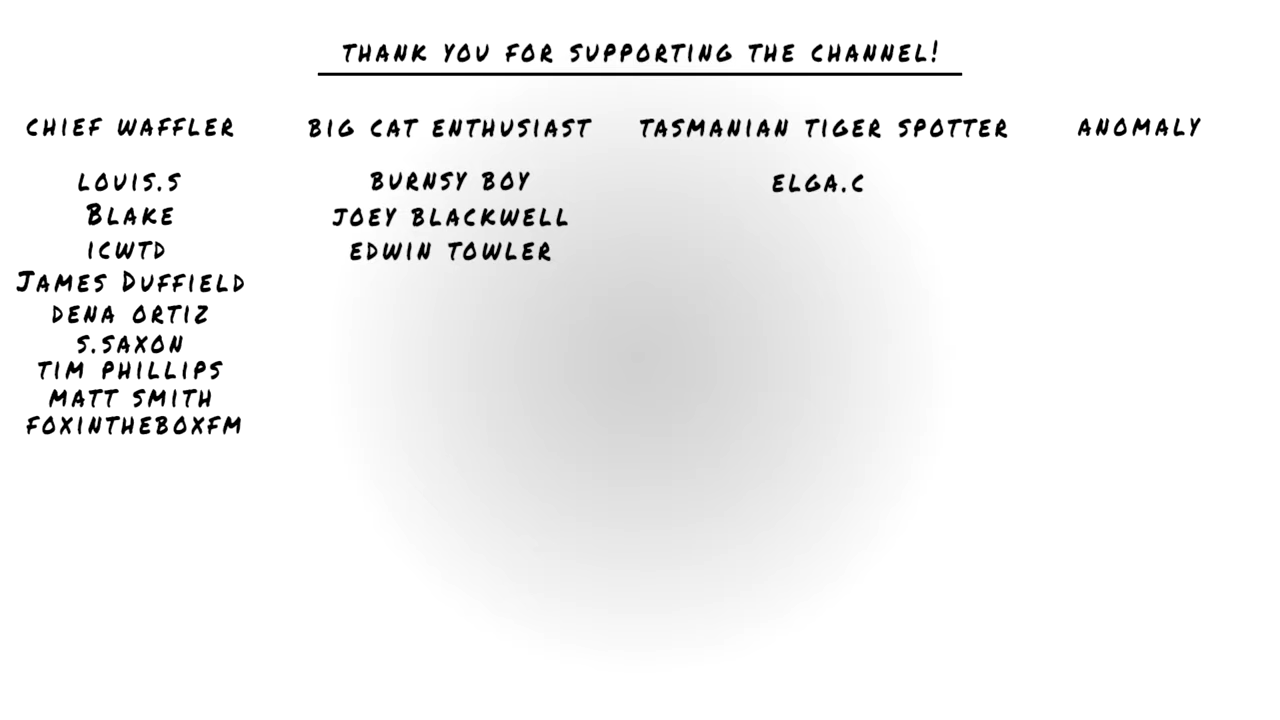 THANK YOU FOR SUPPORTING THE CHANNEL!
CHIEF WAFFLER
LOUIS.S
BLAKE
ICWTD
JAMES DUFFIELD
DENA ORTIZ
S.SAXON
TIM PHILLIPS
MATT SMITH
FOXINTHEBOXFM
BIG CAT ENTHUSIAST
BURNSY BOY
JOEY BLACKWELL
EDWIN TOWLER
TASMANIAN TIGER SPOTTER
ELGA.C
ANOMALY